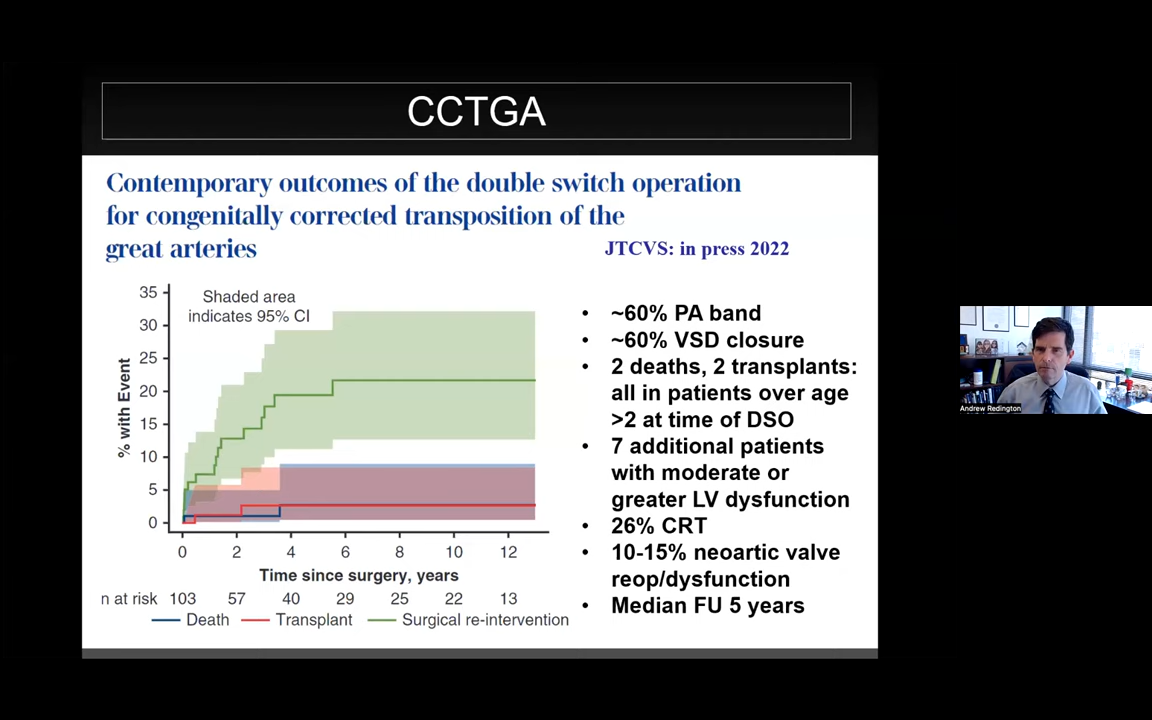 CCTGA
Contemporary outcomes of the double switch operation
for congenitally corrected transposition of the
great arteries
JTCVS: in press 2022
Shaded area
indicates 95% CI
% with Event
35
30
25
20
15
10
5
0
0 2 4 6 8 10 12
Time since surgery, years
n at risk 103 57 40 29 25 22 13
Death Transplant Surgical re-intervention
• ~60% PA band
• ~60% VSD closure
• 2 deaths, 2 transplants:
all in patients over age
>2 at time of DSO
• 7 additional patients
with moderate or
greater LV dysfunction
• 26% CRT
• 10-15% neoartic valve
reop/dysfunction
• Median FU 5 years
Andrew Redington